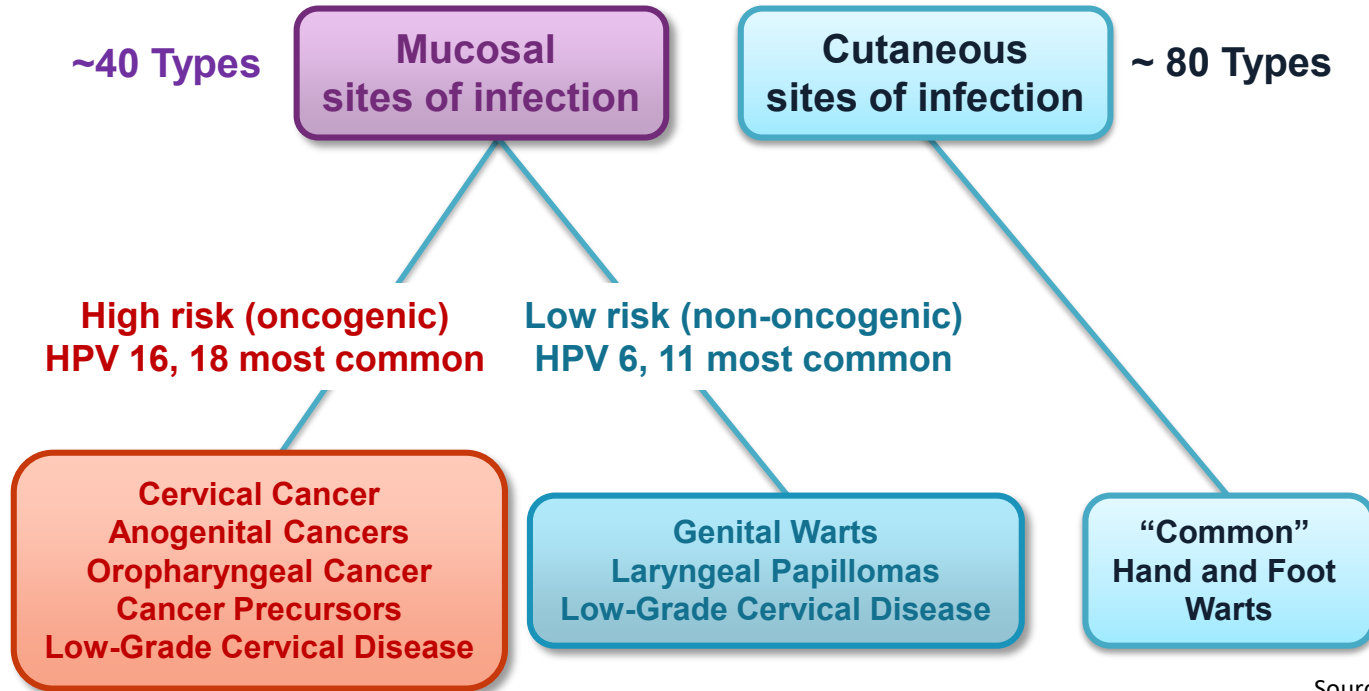 ~40 Types
Mucosal
sites of infection
Cutaneous
sites of infection
~ 80 Types
High risk (oncogenic)
HPV 16, 18 most common
Low risk (non-oncogenic)
HPV 6, 11 most common
Cervical Cancer
Anogenital Cancers
Oropharyngeal Cancer
Cancer Precursors
Low-Grade Cervical Disease
Genital Warts
Laryngeal Papillomas
Low-Grade Cervical Disease
“Common”
Hand and Foot
Warts